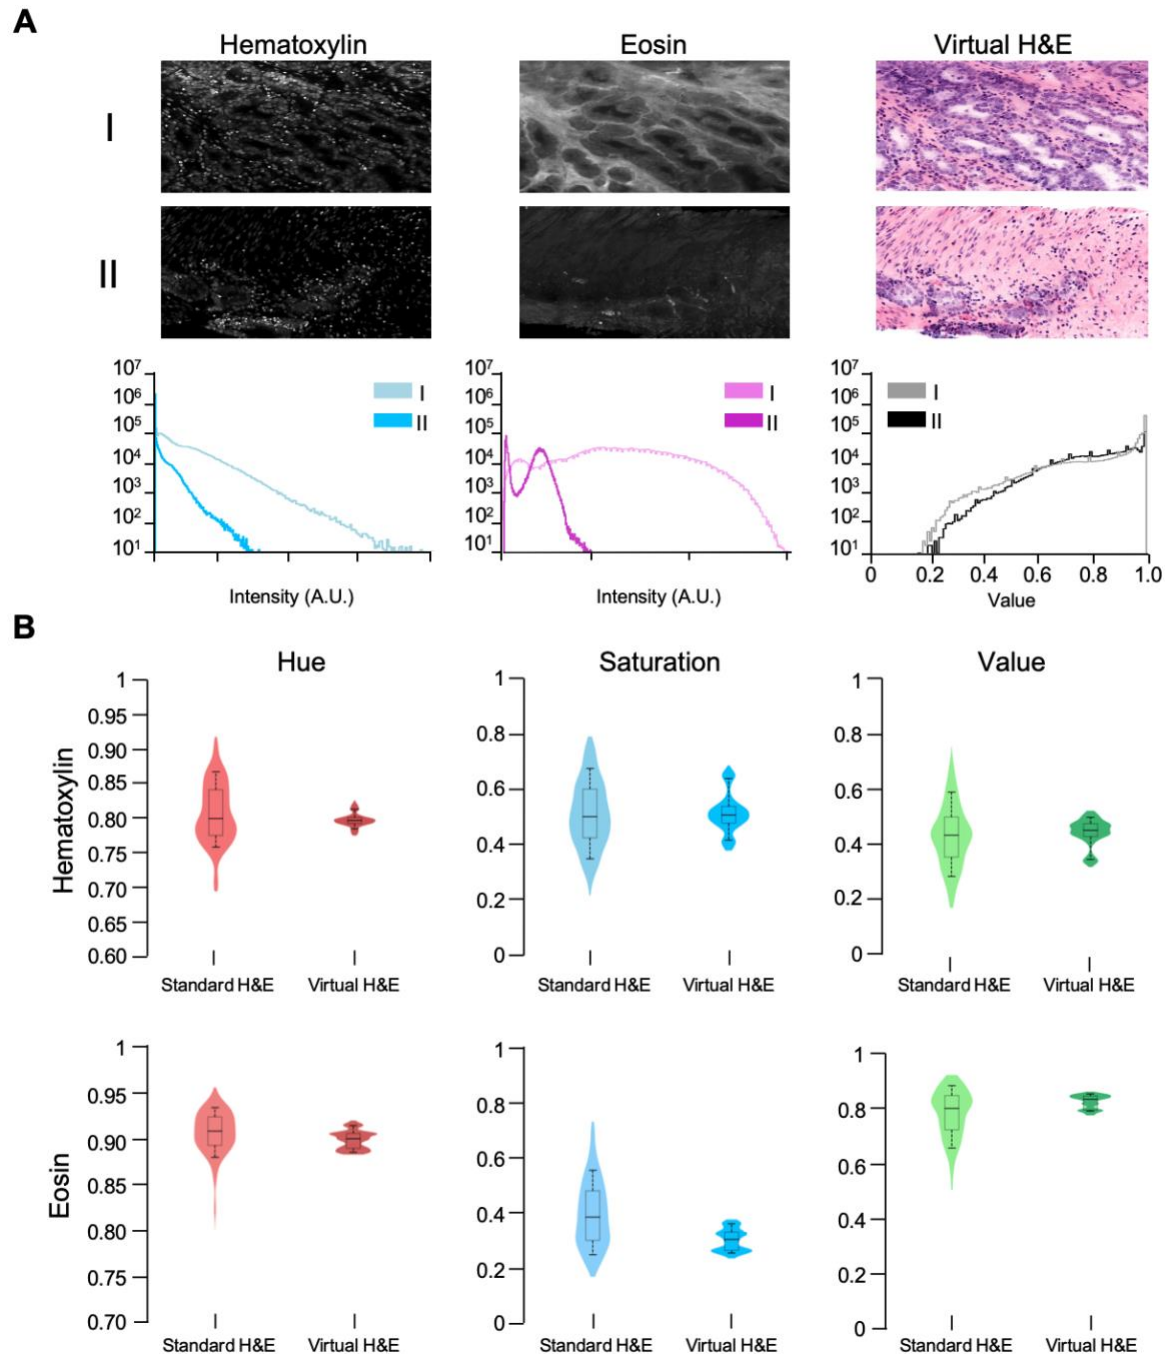 A
Hematoxylin Eosin Virtual H&E
I
II
10⁷ 10⁷ 10⁷
10⁶ I 10⁶ I 10⁶ I
10⁵ II 10⁵ II 10⁵ II
10⁴ 10⁴ 10⁴
10³ 10³ 10³
10² 10² 10²
10¹ 10¹ 10¹
0 0.2 0.4 0.6 0.8 1.0
Intensity (A.U.) Intensity (A.U.) Value
B
Hue Saturation Value
Hematoxylin
1
0.95
0.90
0.85
0.80
0.75
0.70
0.65
0.60
Standard H&E Virtual H&E
1
0.8
0.6
0.4
0.2
0
Standard H&E Virtual H&E
1
0.8
0.6
0.4
0.2
0
Standard H&E Virtual H&E
Eosin
1
0.95
0.90
0.85
0.80
0.75
0.70
Standard H&E Virtual H&E
1
0.8
0.6
0.4
0.2
0
Standard H&E Virtual H&E
1
0.8
0.6
0.4
0.2
0
Standard H&E Virtual H&E